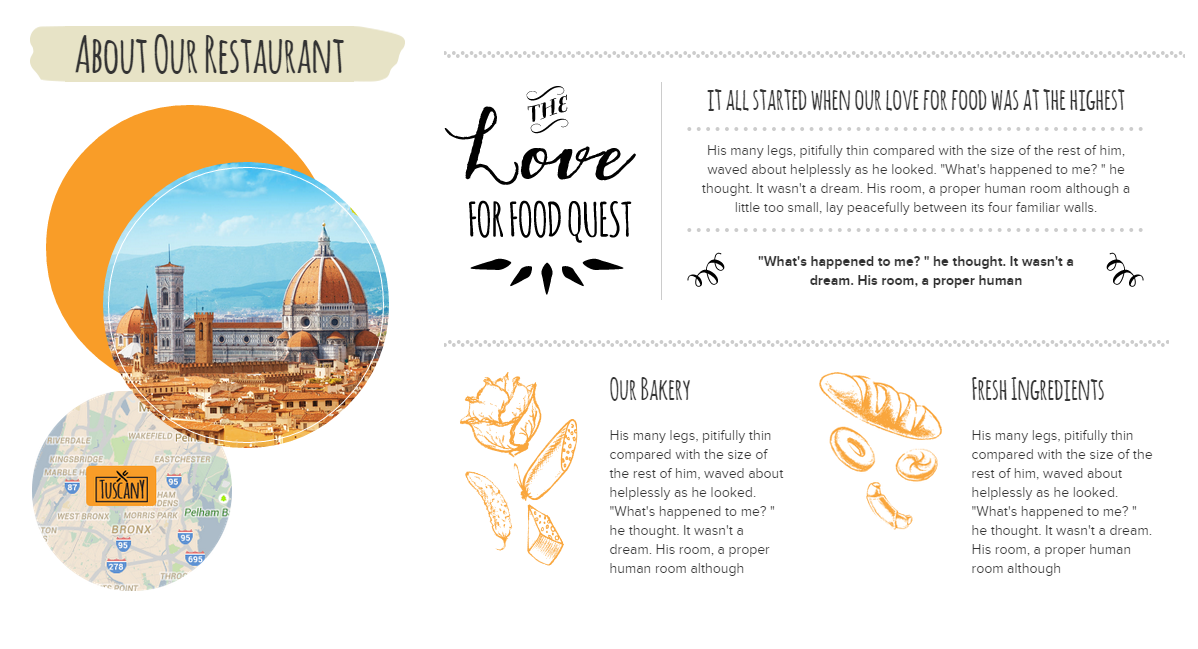 About Our Restaurant
THE
Love
FOR FOOD QUEST
IT ALL STARTED WHEN OUR LOVE FOR FOOD WAS AT THE HIGHEST
His many legs, pitifully thin compared with the size of the rest of him,
waved about helplessly as he looked. "What's happened to me? " he
thought. It wasn't a dream. His room, a proper human room although a
little too small, lay peacefully between its four familiar walls.
"What's happened to me? " he thought. It wasn't a
dream. His room, a proper human
Our Bakery
His many legs, pitifully thin
compared with the size of
the rest of him, waved about
helplessly as he looked.
"What's happened to me? "
he thought. It wasn't a
dream. His room, a proper
human room although
Fresh Ingredients
His many legs, pitifully thin
compared with the size of the
rest of him, waved about
helplessly as he looked.
"What's happened to me? "
he thought. It wasn't a dream.
His room, a proper human
room although
RIVERDALE
WAKEFIELD Pel
KINGSBRIDGE
EASTCHESTER
MARBLE H
TUSCANY
87
95
HAM
DENS
WEST BRONX
MORRIS PARK
Pelham B
BRONX
TON
95
95
278
695
THROG
TS POINT